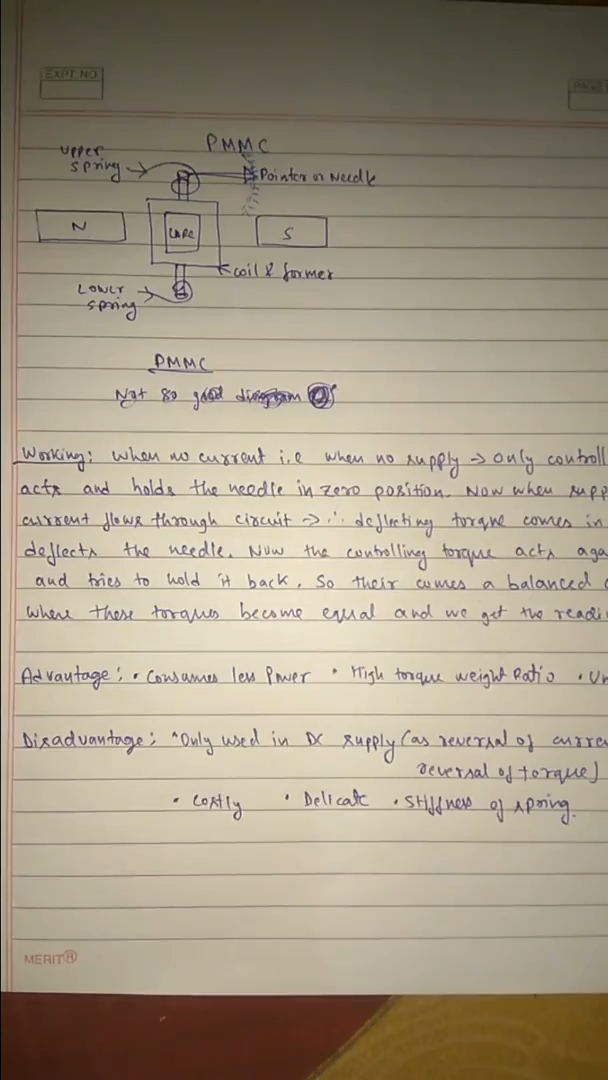 EXPT. NO.
PAGE
PMMC
Upper
spring
Pointer or Needle
N
CORE
S
coil & former
Lower
spring
PMMC
Not so good diagram
Working: When no current i.e when no supply → only controll
acts and holds the needle in zero position. Now when supp
current flows through circuit → ∴ deflecting torque comes in
deflects the needle. Now the controlling torque acts aga
and tries to hold it back. So their comes a balanced
where these torques become equal and we get the readi
Advantage: • Consumes less Power • High torque weight Ratio • Un
Disadvantage: • Only used in DC supply (as reversal of curre
reversal of torque)
• Costly • Delicate • Stiffness of spring.
MERIT®